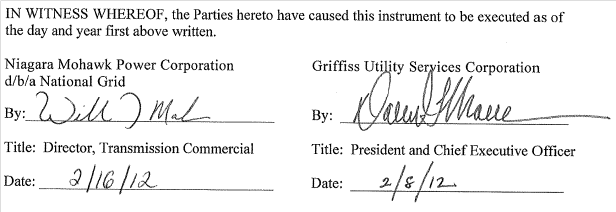 IN WITNESS WHEREOF, the Parties hereto have caused this instrument to be executed as of
the day and year first above written.
Niagara Mohawk Power Corporation
d/b/a National Grid
By:
Title: Director, Transmission Commercial
Date: 2/16/12
Griffiss Utility Services Corporation
By:
Title: President and Chief Executive Officer
Date: 2/8/12